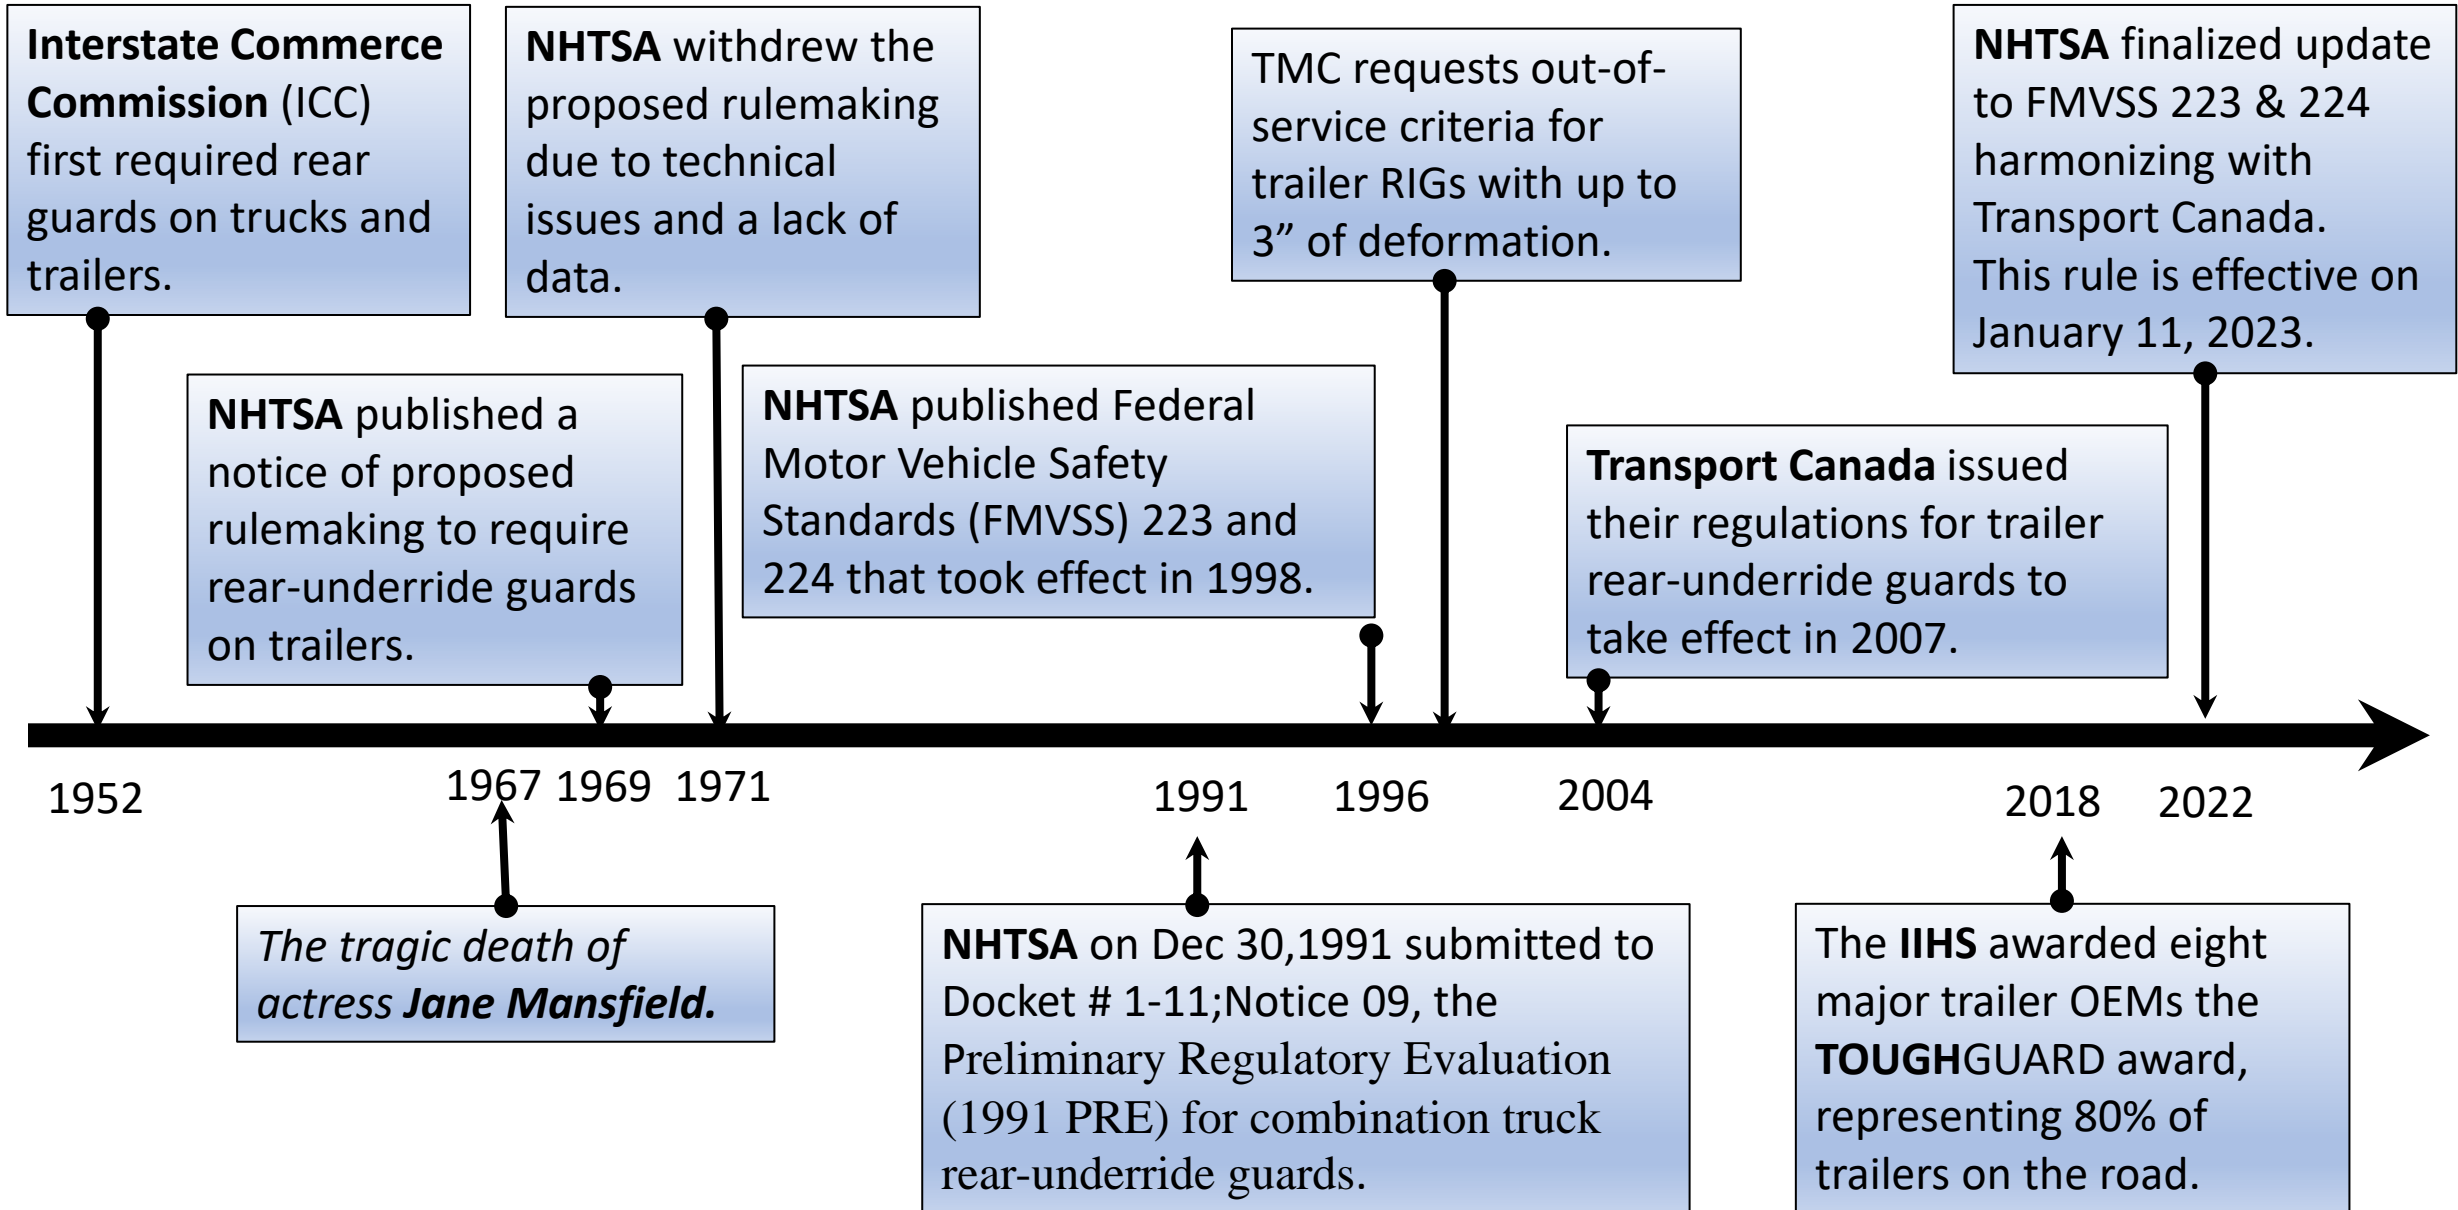 Interstate Commerce
Commission (ICC)
first required rear
guards on trucks and
trailers.
NHTSA withdrew the
proposed rulemaking
due to technical
issues and a lack of
data.
TMC requests out-of-
service criteria for
trailer RIGs with up to
3” of deformation.
NHTSA finalized update
to FMVSS 223 & 224
harmonizing with
Transport Canada.
This rule is effective on
January 11, 2023.
NHTSA published a
notice of proposed
rulemaking to require
rear-underride guards
on trailers.
NHTSA published Federal
Motor Vehicle Safety
Standards (FMVSS) 223 and
224 that took effect in 1998.
Transport Canada issued
their regulations for trailer
rear-underride guards to
take effect in 2007.
1952
1967
1969
1971
1991
1996
2004
2018
2022
The tragic death of
actress Jane Mansfield.
NHTSA on Dec 30,1991 submitted to
Docket # 1-11;Notice 09, the
Preliminary Regulatory Evaluation
(1991 PRE) for combination truck
rear-underride guards.
The IIHS awarded eight
major trailer OEMs the
TOUGHGUARD award,
representing 80% of
trailers on the road.